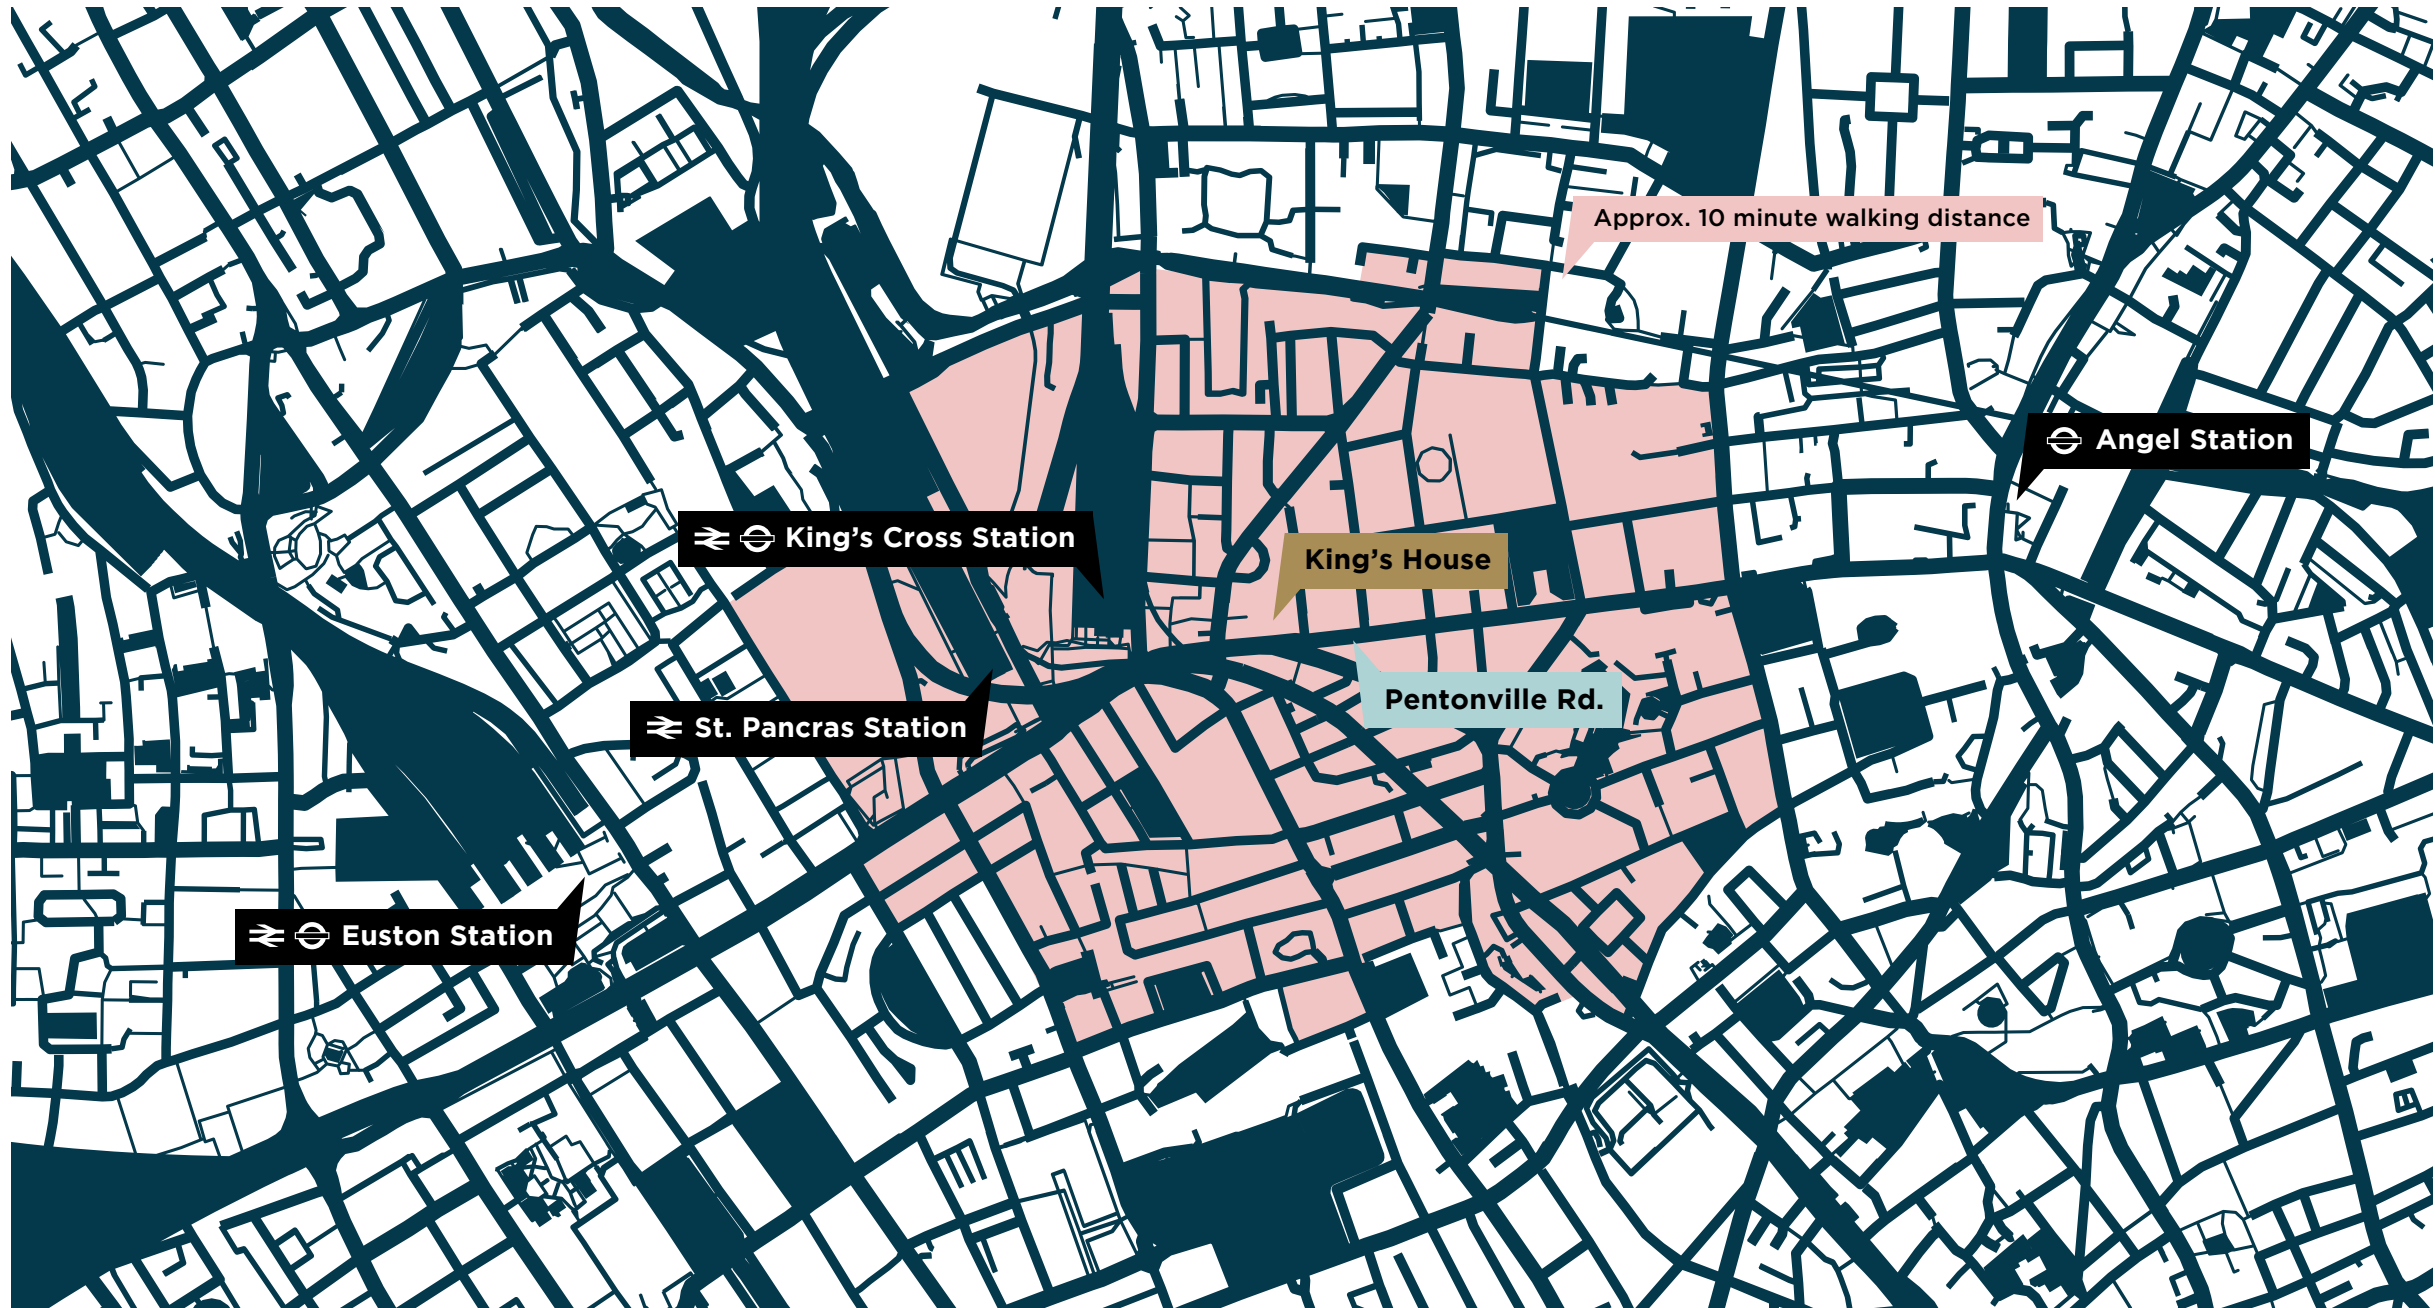 Approx. 10 minute walking distance
Angel Station
King’s Cross Station
King’s House
Pentonville Rd.
St. Pancras Station
Euston Station